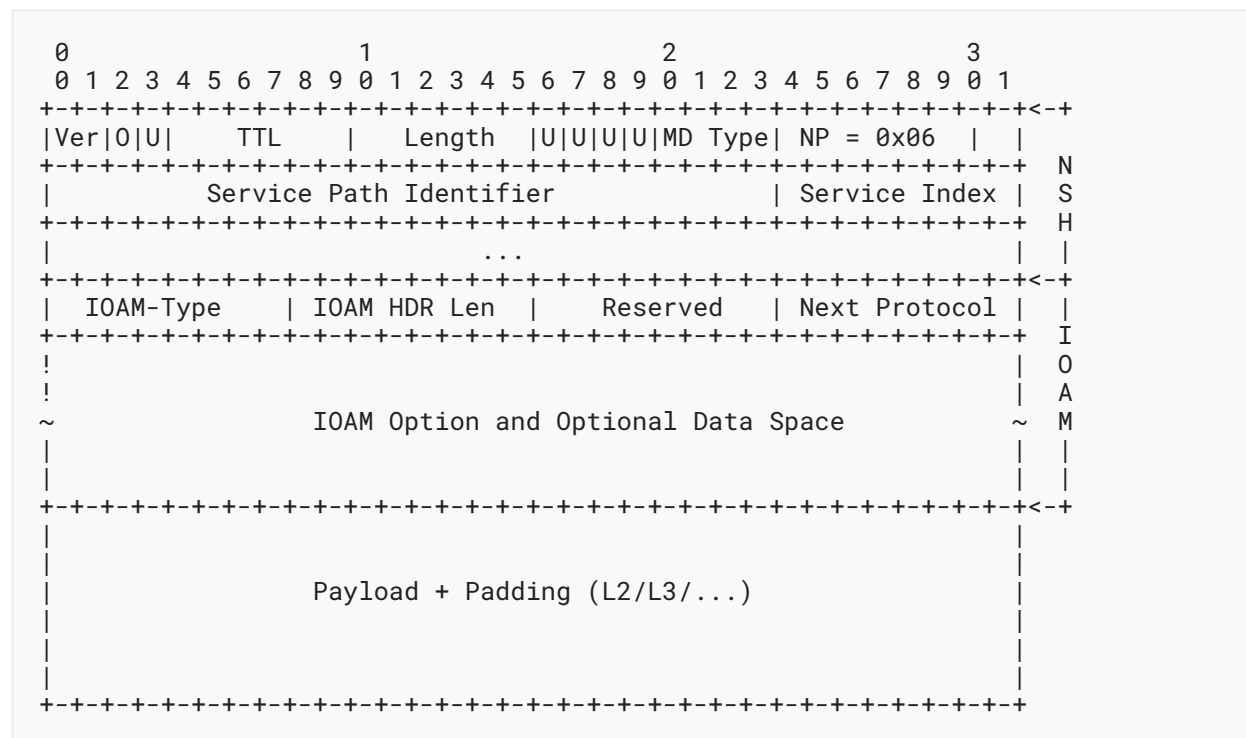 0                   1                   2                   3
 0 1 2 3 4 5 6 7 8 9 0 1 2 3 4 5 6 7 8 9 0 1 2 3 4 5 6 7 8 9 0 1
+-+-+-+-+-+-+-+-+-+-+-+-+-+-+-+-+-+-+-+-+-+-+-+-+-+-+-+-+-+-+-+-+<-+
|Ver|O|U|    TTL    |   Length  |U|U|U|U|MD Type| NP = 0x06  |  |
+-+-+-+-+-+-+-+-+-+-+-+-+-+-+-+-+-+-+-+-+-+-+-+-+-+-+-+-+-+-+-+-+  N
|          Service Path Identifier              | Service Index |  S
+-+-+-+-+-+-+-+-+-+-+-+-+-+-+-+-+-+-+-+-+-+-+-+-+-+-+-+-+-+-+-+-+  H
|                            ...                                |  |
+-+-+-+-+-+-+-+-+-+-+-+-+-+-+-+-+-+-+-+-+-+-+-+-+-+-+-+-+-+-+-+-+<-+
|  IOAM-Type    | IOAM HDR Len  |    Reserved   | Next Protocol |  |
+-+-+-+-+-+-+-+-+-+-+-+-+-+-+-+-+-+-+-+-+-+-+-+-+-+-+-+-+-+-+-+-+  I
!                                                               |  O
!                                                               |  A
~                 IOAM Option and Optional Data Space           ~  M
|                                                               |  |
|                                                               |  |
+-+-+-+-+-+-+-+-+-+-+-+-+-+-+-+-+-+-+-+-+-+-+-+-+-+-+-+-+-+-+-+-+<-+
|                                                               |
|                                                               |
|                 Payload + Padding (L2/L3/...)                 |
|                                                               |
|                                                               |
|                                                               |
+-+-+-+-+-+-+-+-+-+-+-+-+-+-+-+-+-+-+-+-+-+-+-+-+-+-+-+-+-+-+-+-+